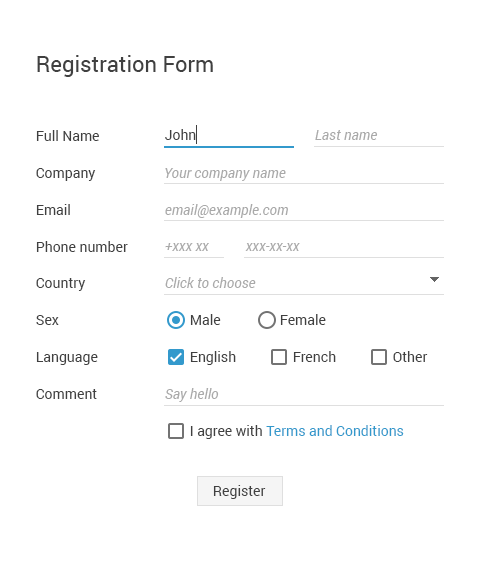 Registration Form
Full Name John Last name
Company Your company name
Email email@example.com
Phone number +xxx xx xxx-xx-xx
Country Click to choose
Sex Male Female
Language English French Other
Comment Say hello
I agree with Terms and Conditions
Register